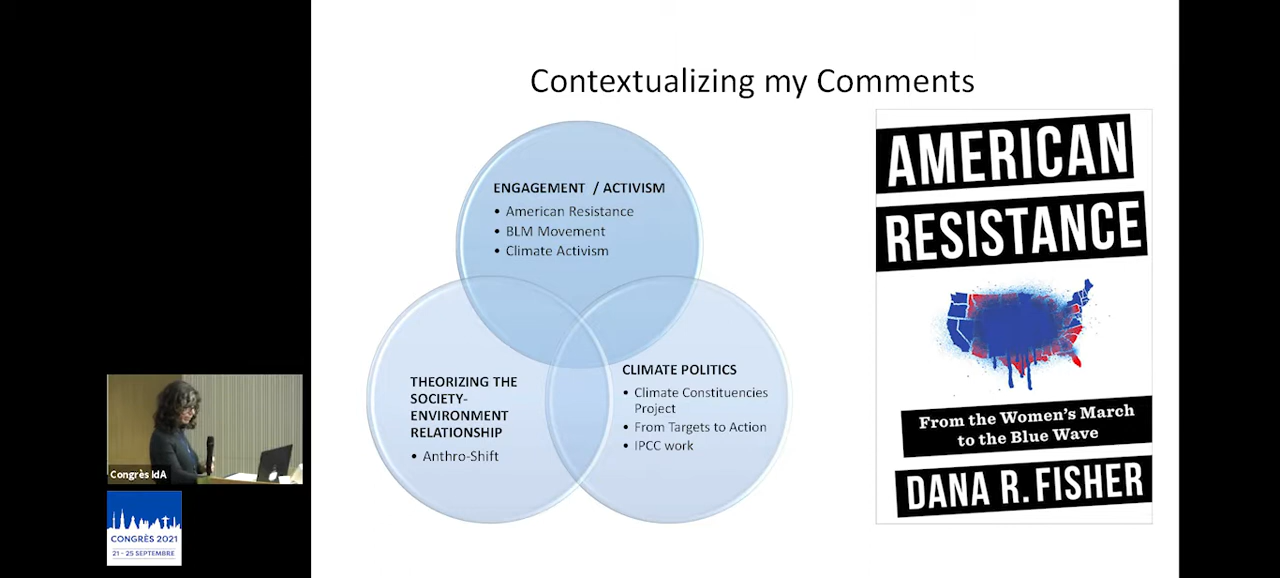 Contextualizing my Comments
ENGAGEMENT / ACTIVISM
• American Resistance
• BLM Movement
• Climate Activism
THEORIZING THE
SOCIETY-
ENVIRONMENT
RELATIONSHIP
• Anthro-Shift
CLIMATE POLITICS
• Climate Constituencies
Project
• From Targets to Action
• IPCC work
AMERICAN
RESISTANCE
From the Women's March
to the Blue Wave
DANA R. FISHER
Congrès IdA
CONGRÈS 2021
21 - 25 SEPTEMBRE